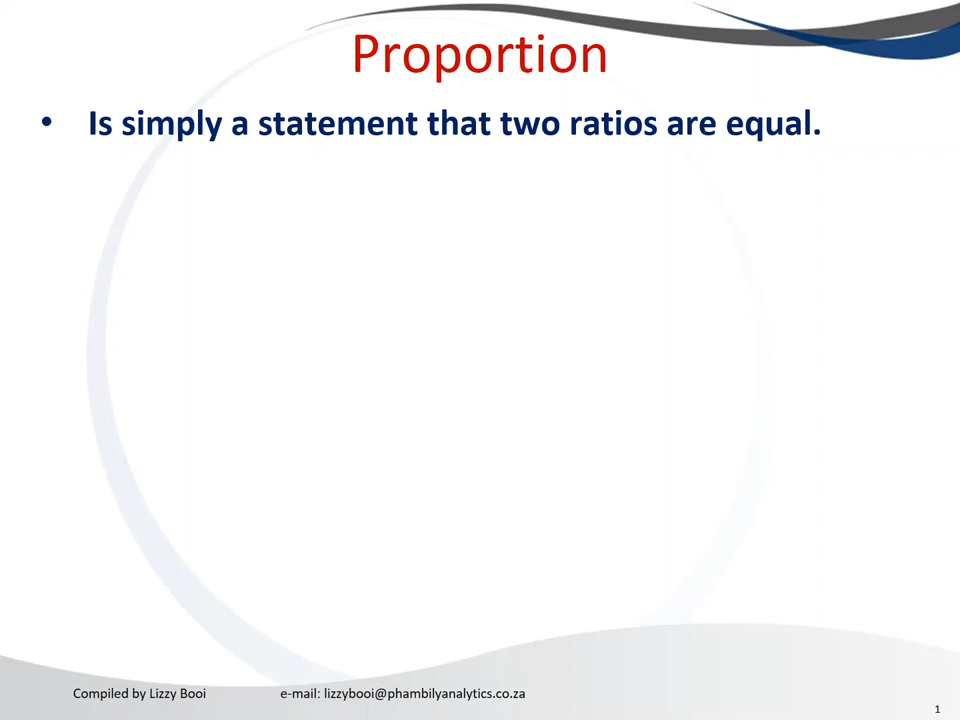 Proportion
• Is simply a statement that two ratios are equal.
Compiled by Lizzy Booi e-mail: lizzybooi@phambilyanalytics.co.za
1